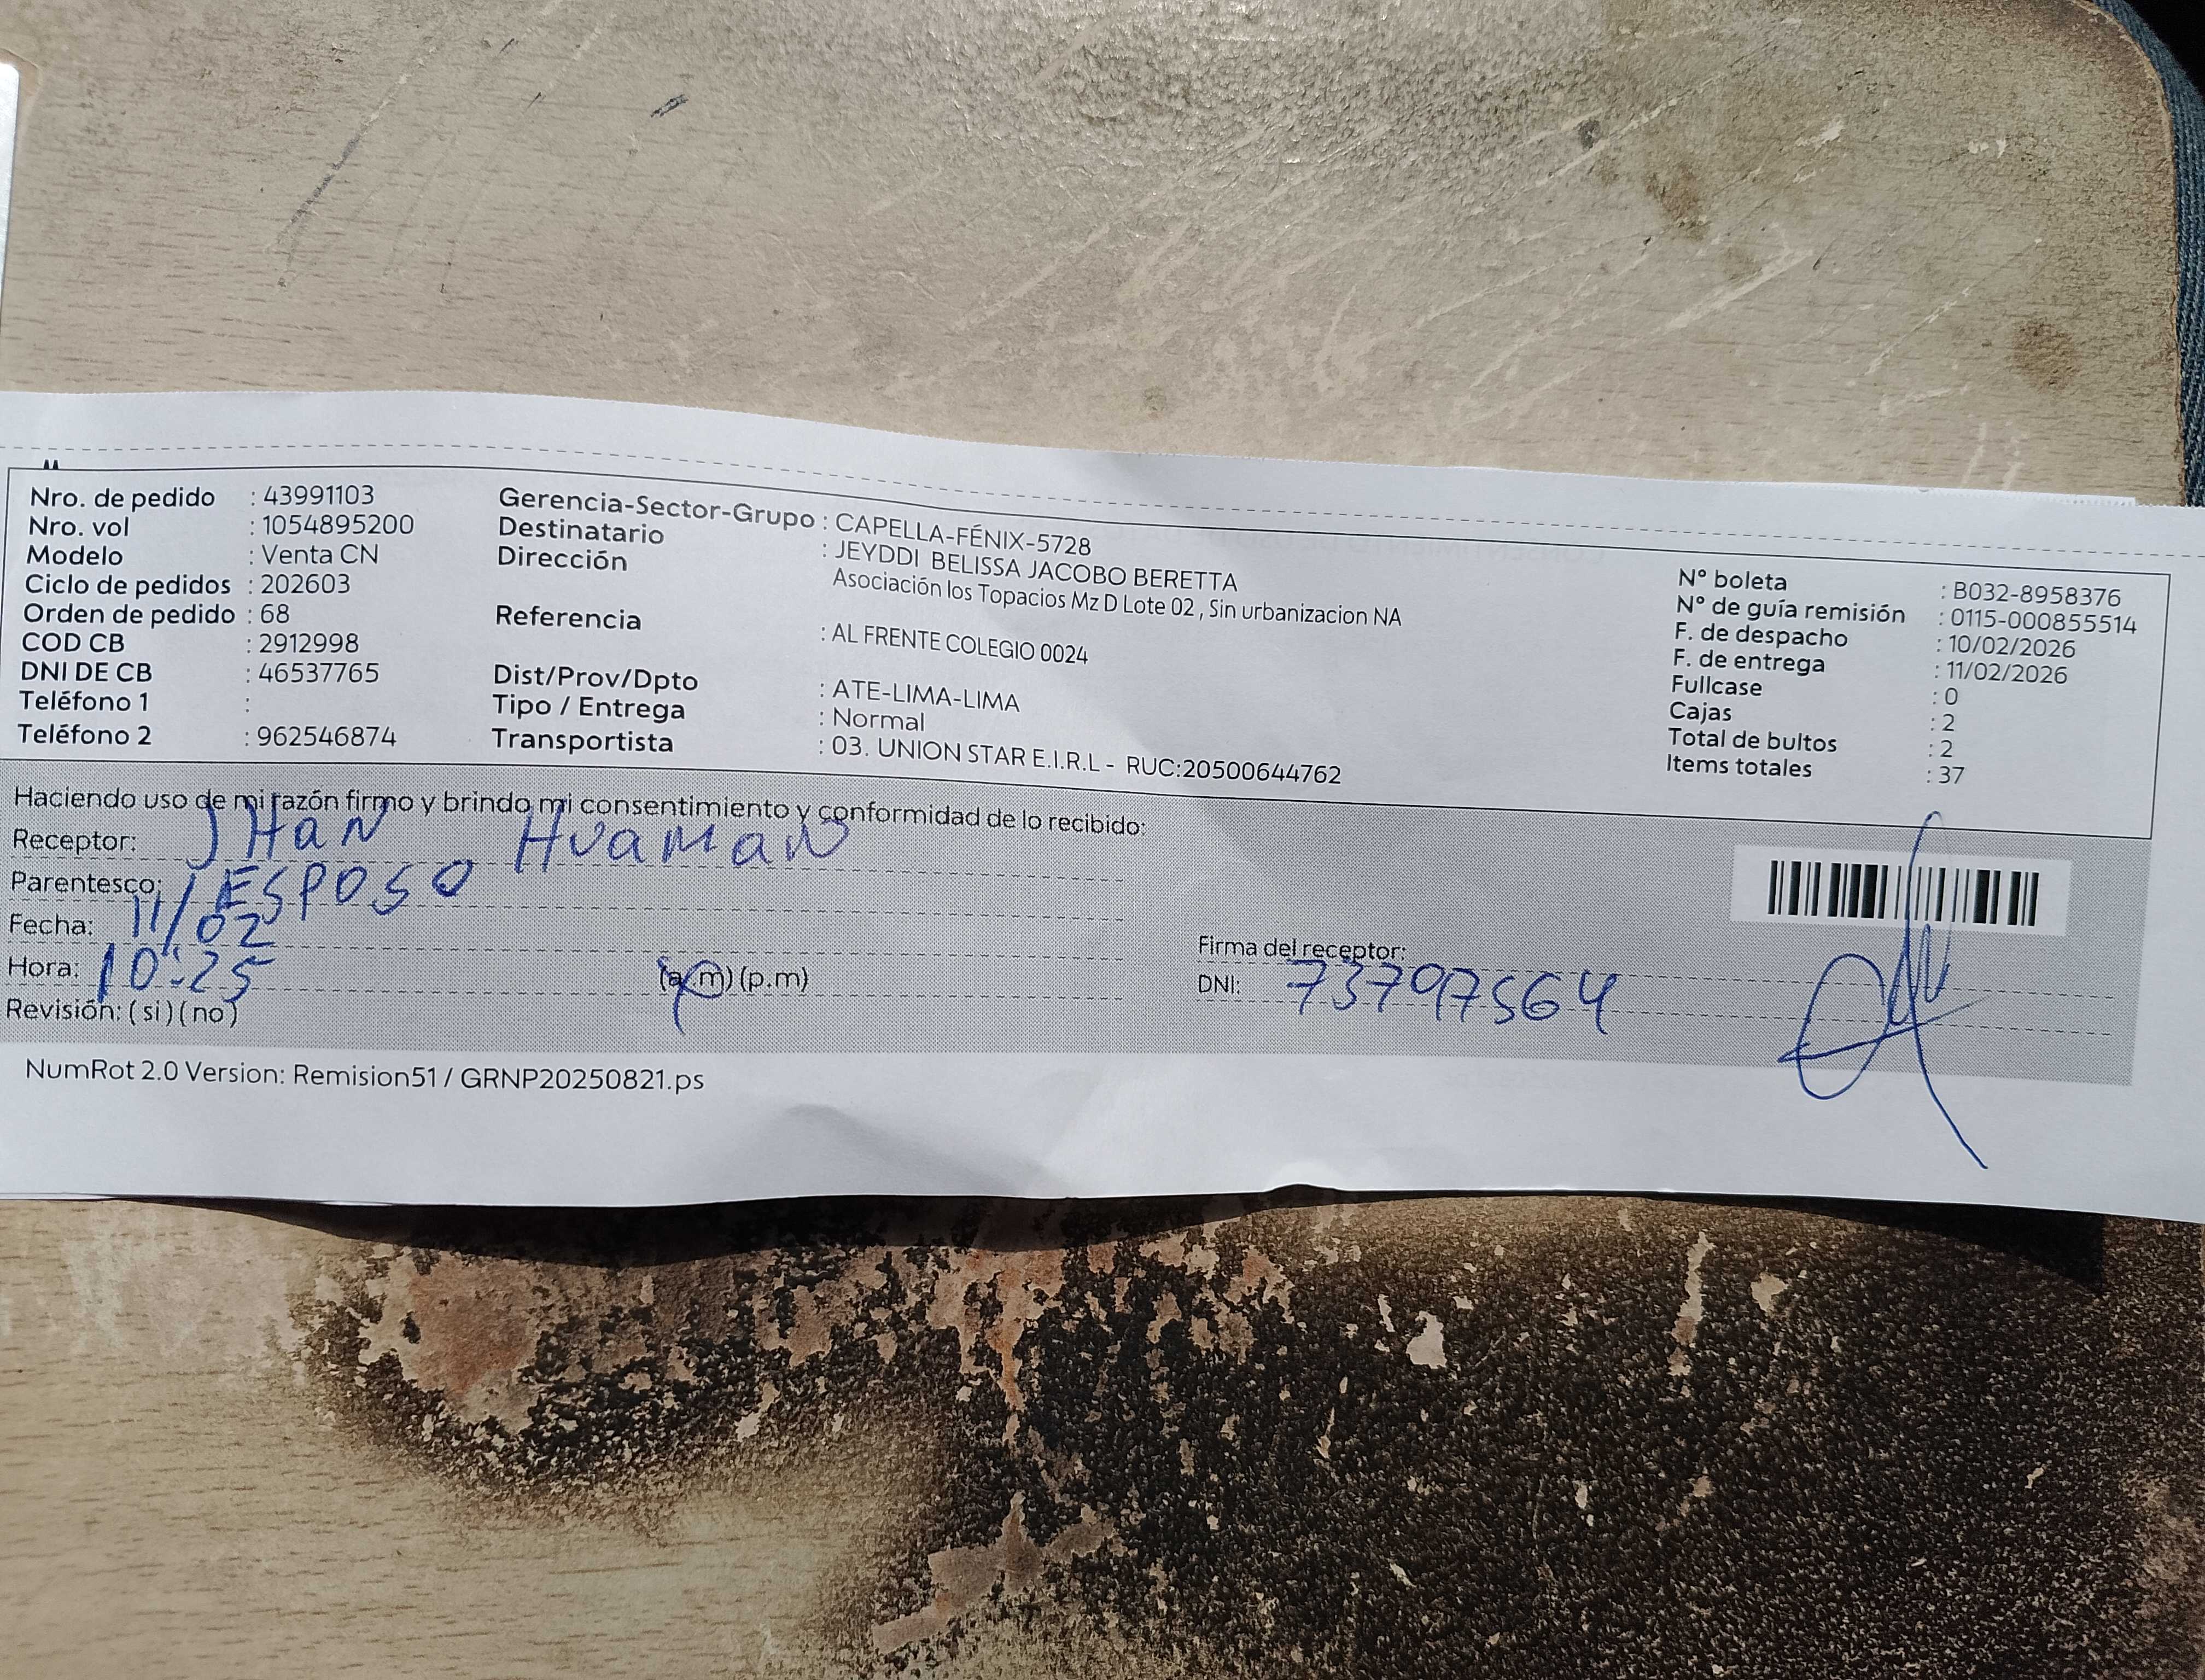 Nro. de pedido : 43991103
Nro. vol : 1054895200
Modelo : Venta CN
Ciclo de pedidos : 202603
Orden de pedido : 68
COD CB : 2912998
DNI DE CB : 46537765
Teléfono 1 :
Teléfono 2 : 962546874
Gerencia-Sector-Grupo : CAPELLA-FÉNIX-5728
Destinatario : JEYDDI BELISSA JACOBO BERETTA
Dirección Asociación los Topacios Mz D Lote 02 , Sin urbanizacion NA
Referencia : AL FRENTE COLEGIO 0024
Dist/Prov/Dpto : ATE-LIMA-LIMA
Tipo / Entrega : Normal
Transportista : 03. UNION STAR E.I.R.L - RUC:20500644762
N° boleta : B032-8958376
N° de guía remisión : 0115-000855514
F. de despacho : 10/02/2026
F. de entrega : 11/02/2026
Fullcase : 0
Cajas : 2
Total de bultos : 2
Items totales : 37
Haciendo uso de mi razón firmo y brindo mi consentimiento y conformidad de lo recibido:
Receptor: JHAN HUAMAN
Parentesco: ESPOSO
Fecha: 11/02
Hora: 10:25 (a.m)(p.m)
Revisión: (si)(no)
Firma del receptor:
DNI: 73797564
NumRot 2.0 Version: Remision51 / GRNP20250821.ps